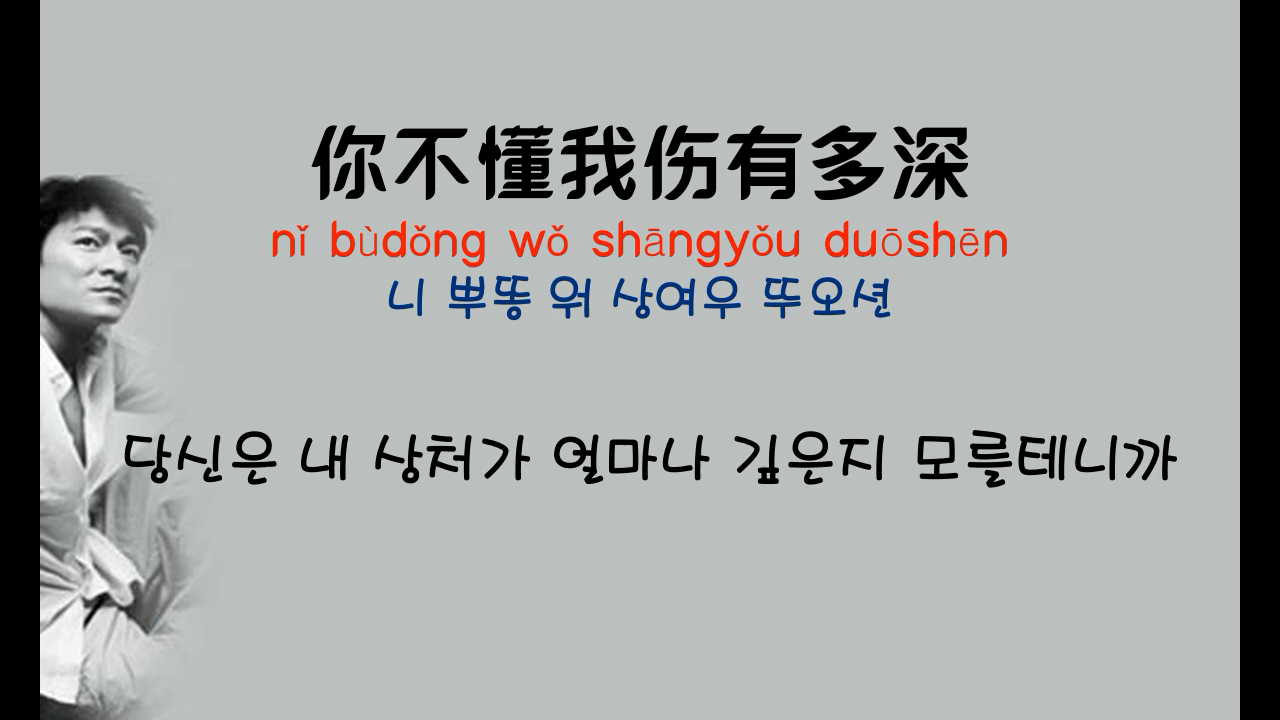 你不懂我伤有多深
nǐ bùdǒng wǒ shāngyǒu duōshēn
니 뿌똥 워 상여우 뚜오션
당신은 내 상처가 얼마나 깊은지 모를테니까